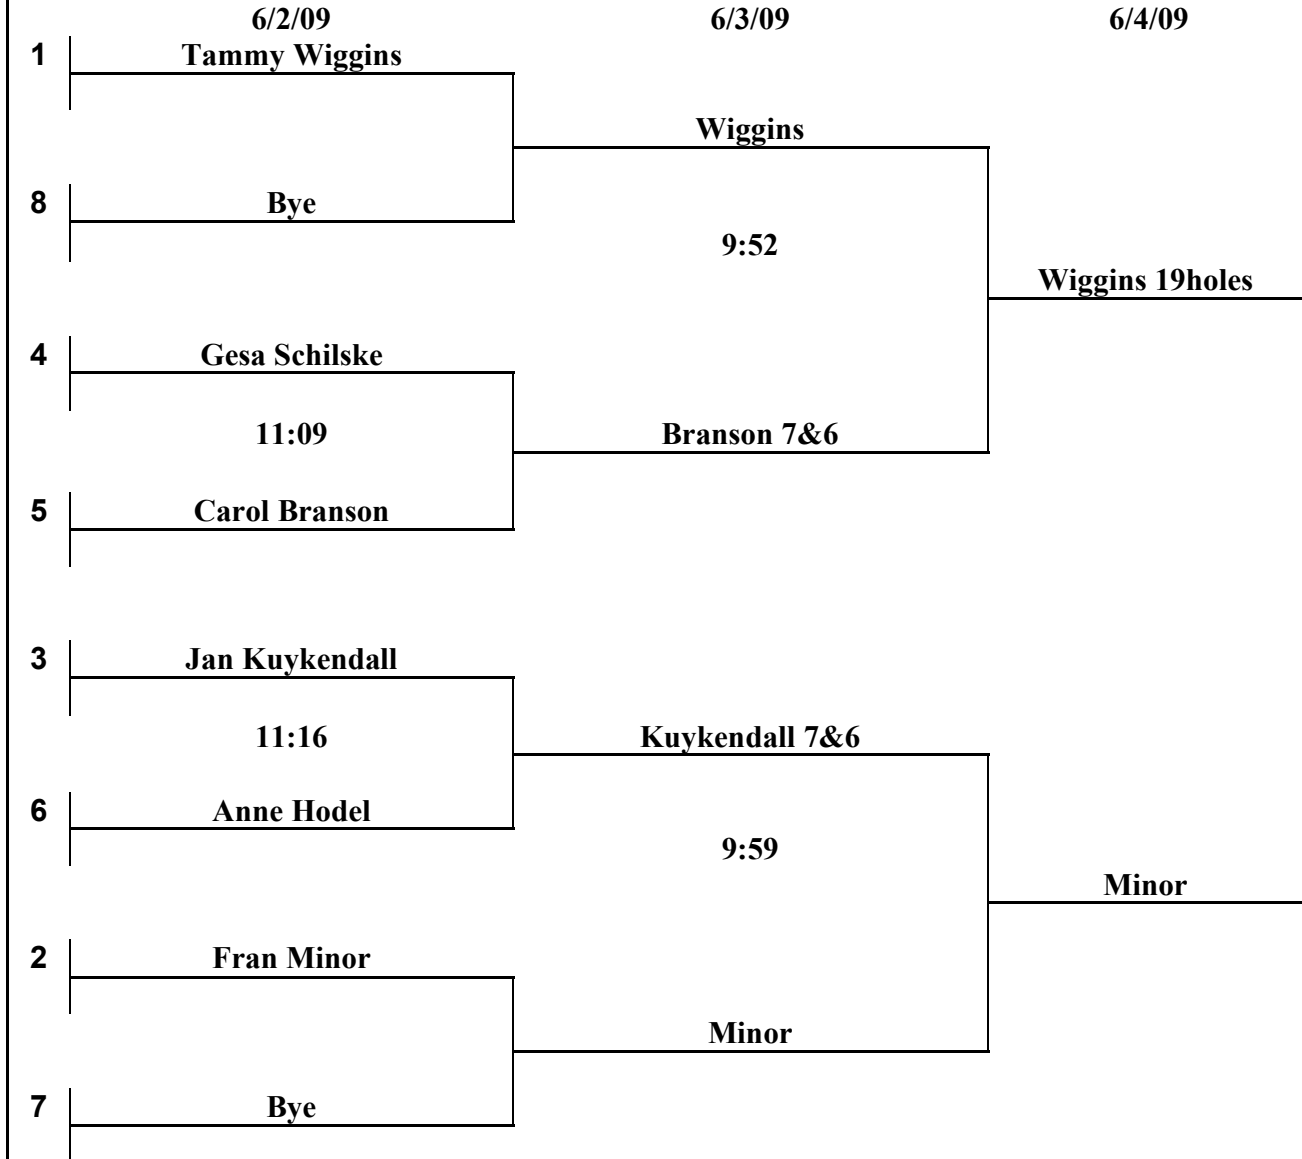 6/2/09 6/3/09 6/4/09
1 Tammy Wiggins
Wiggins
8 Bye
9:52
Wiggins 19holes
4 Gesa Schilske
11:09 Branson 7&6
5 Carol Branson
3 Jan Kuykendall
11:16 Kuykendall 7&6
6 Anne Hodel
9:59
Minor
2 Fran Minor
Minor
7 Bye